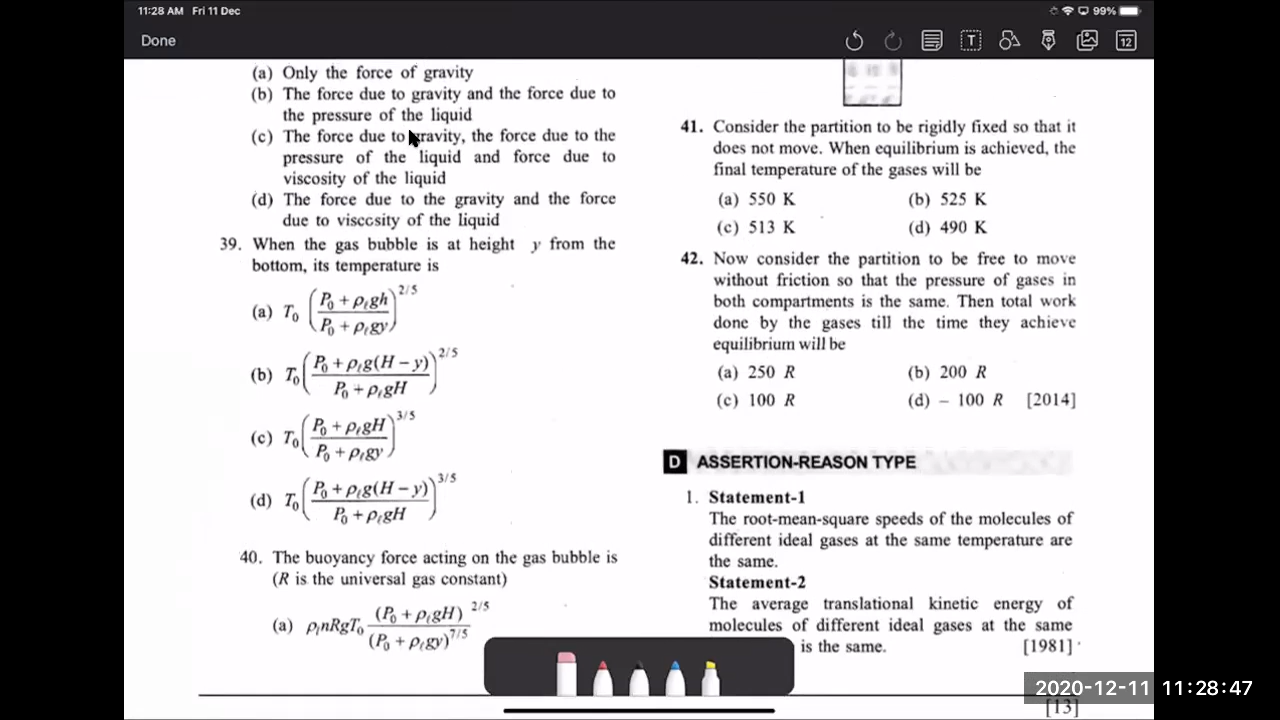 11:28 AM Fri 11 Dec
99%
Done
T
12
(a) Only the force of gravity
(b) The force due to gravity and the force due to
the pressure of the liquid
(c) The force due to gravity, the force due to the
pressure of the liquid and force due to
viscosity of the liquid
(d) The force due to the gravity and the force
due to viscosity of the liquid
39. When the gas bubble is at height y from the
bottom, its temperature is
(a) T₀ ((P₀ + ρₗgh)/(P₀ + ρₗgy))^2/5
(b) T₀ ((P₀ + ρₗg(H − y))/(P₀ + ρₗgH))^2/5
(c) T₀ ((P₀ + ρₗgH)/(P₀ + ρₗgy))^3/5
(d) T₀ ((P₀ + ρₗg(H − y))/(P₀ + ρₗgH))^3/5
40. The buoyancy force acting on the gas bubble is
(R is the universal gas constant)
(a) ρₗnRgT₀ (P₀ + ρₗgH)^2/5/(P₀ + ρₗgy)^7/5
41. Consider the partition to be rigidly fixed so that it
does not move. When equilibrium is achieved, the
final temperature of the gases will be
(a) 550 K (b) 525 K
(c) 513 K (d) 490 K
42. Now consider the partition to be free to move
without friction so that the pressure of gases in
both compartments is the same. Then total work
done by the gases till the time they achieve
equilibrium will be
(a) 250 R (b) 200 R
(c) 100 R (d) − 100 R [2014]
D ASSERTION-REASON TYPE
1. Statement-1
The root-mean-square speeds of the molecules of
different ideal gases at the same temperature are
the same.
Statement-2
The average translational kinetic energy of
molecules of different ideal gases at the same
is the same. [1981]
2020-12-11 11:28:47
[13]